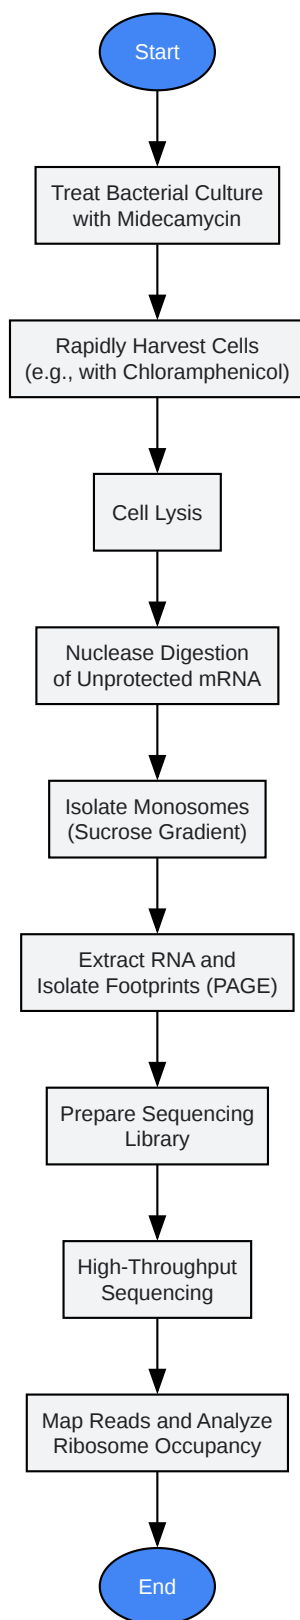 Start
Treat Bacterial Culture
with Midecamycin
Rapidly Harvest Cells
(e.g., with Chloramphenicol)
Cell Lysis
Nuclease Digestion
of Unprotected mRNA
Isolate Monosomes
(Sucrose Gradient)
Extract RNA and
Isolate Footprints (PAGE)
Prepare Sequencing
Library
High-Throughput
Sequencing
Map Reads and Analyze
Ribosome Occupancy
End